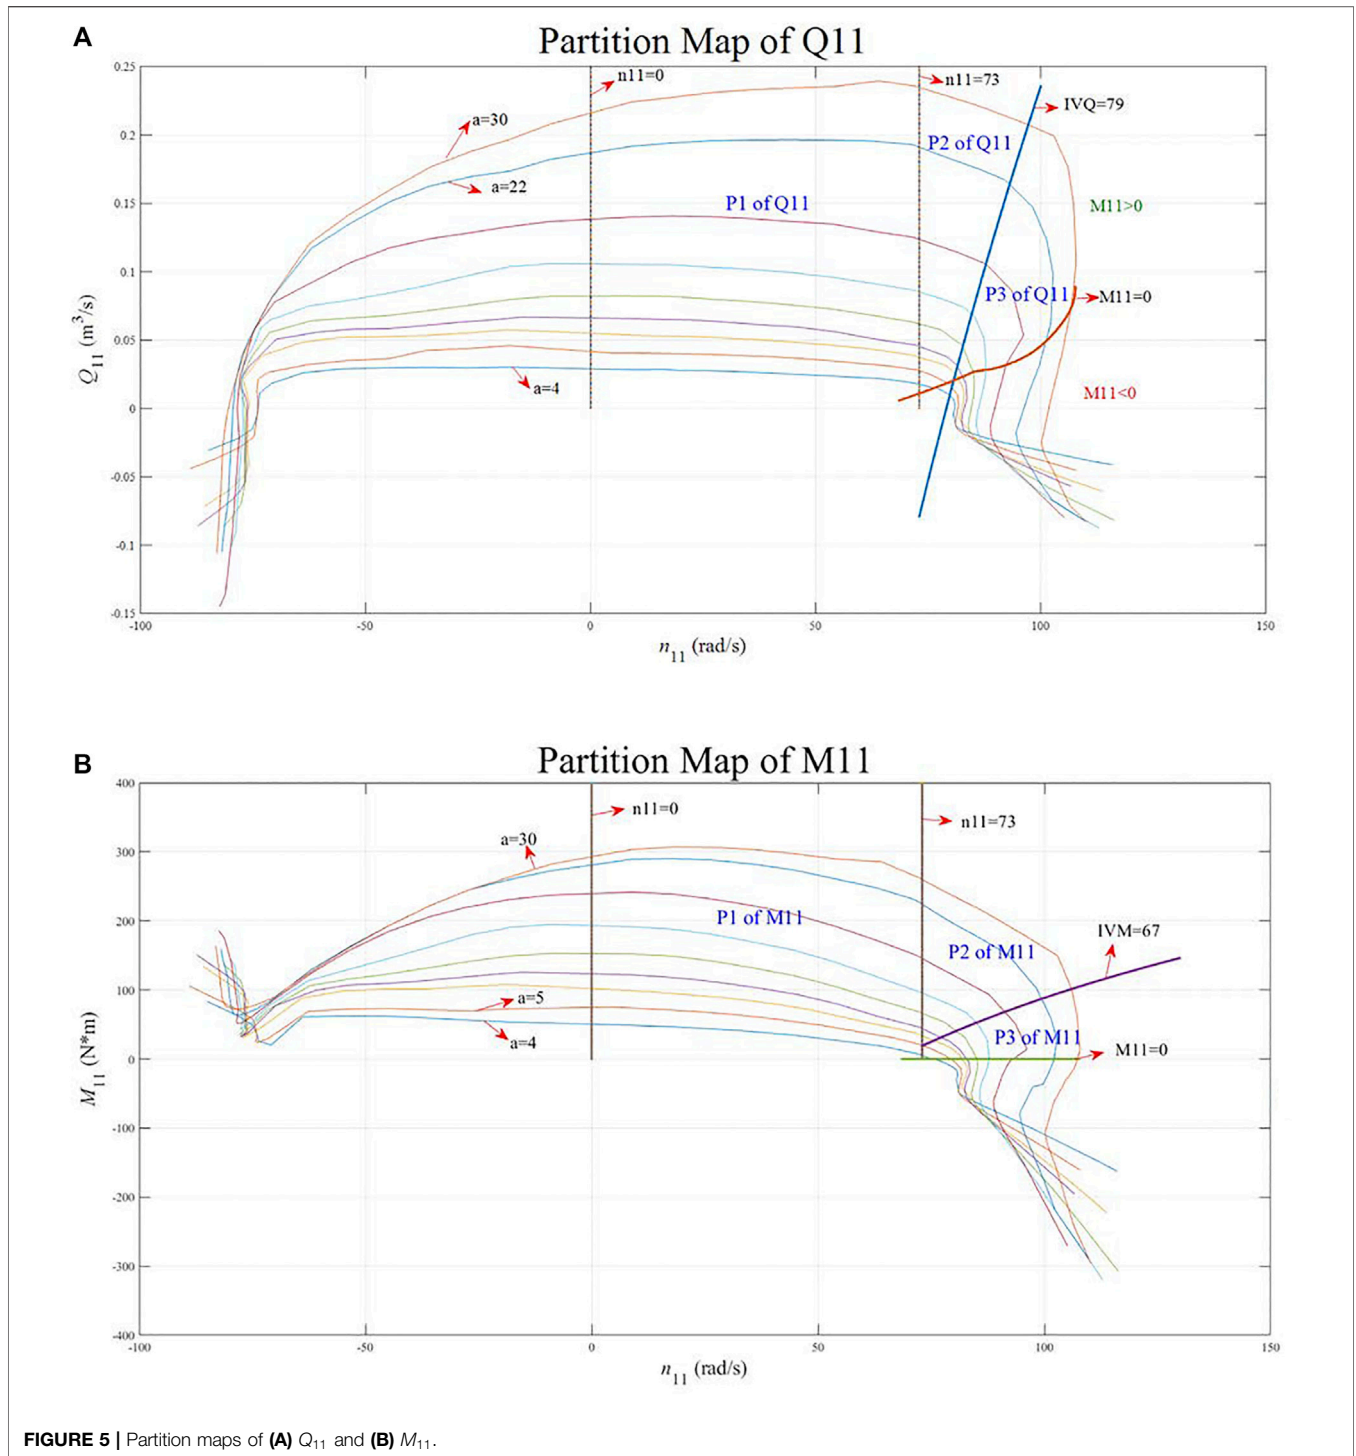 A
Partition Map of Q11
0.25
n11=0
n11=73
IVQ=79
a=30
0.2
P2 of Q11
a=22
0.15
P1 of Q11
M11>0
0.1
P3 of Q11
M11=0
Q11 (m3/s)
0.05
a=4
M11<0
0
-0.05
-0.1
-0.15
-100
-50
0
50
100
150
n11 (rad/s)
B
Partition Map of M11
400
n11=0
n11=73
a=30
300
200
P1 of M11
IVM=67
P2 of M11
100
a=5
P3 of M11
a=4
M11=0
M11 (N*m)
0
-100
-200
-300
-400
-100
-50
0
50
100
150
n11 (rad/s)
FIGURE 5 | Partition maps of (A) Q11 and (B) M11.